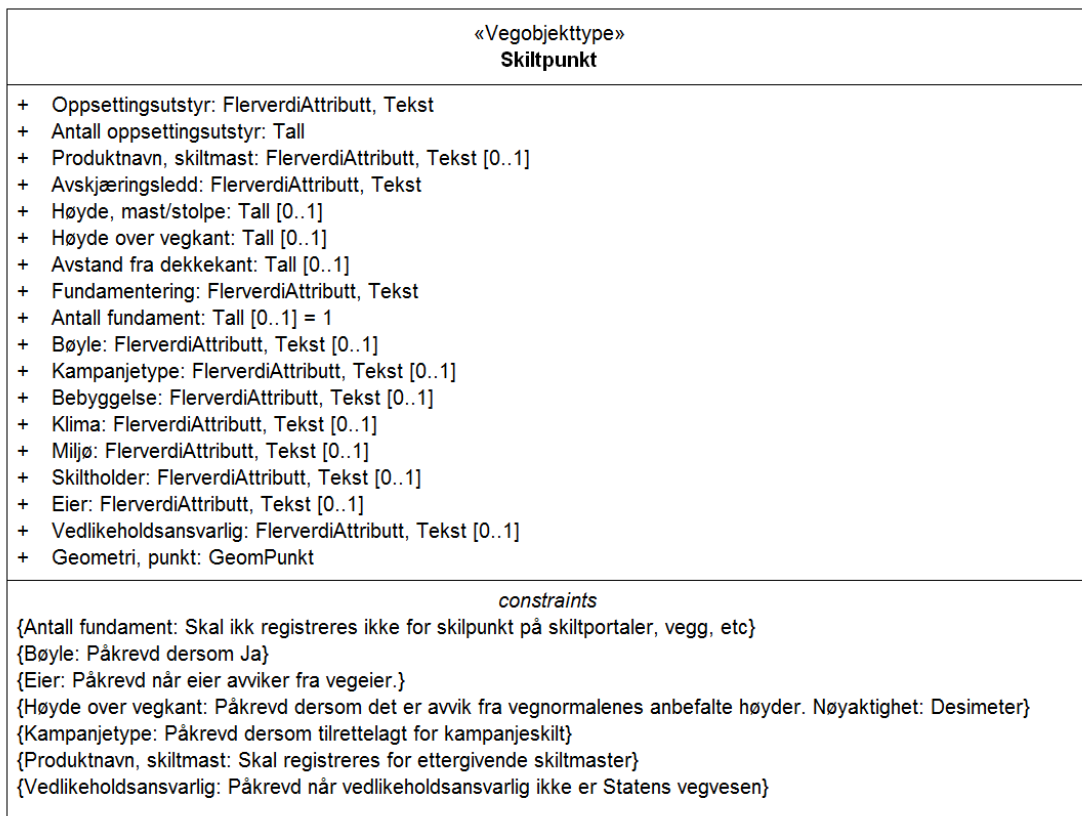 «Vegobjekttype»
Skiltpunkt
+ Oppsettingsutstyr: FlerverdiAttributt, Tekst
+ Antall oppsettingsutstyr: Tall
+ Produktnavn, skiltmast: FlerverdiAttributt, Tekst [0..1]
+ Avskjæringsledd: FlerverdiAttributt, Tekst
+ Høyde, mast/stolpe: Tall [0..1]
+ Høyde over vegkant: Tall [0..1]
+ Avstand fra dekkekant: Tall [0..1]
+ Fundamentering: FlerverdiAttributt, Tekst
+ Antall fundament: Tall [0..1] = 1
+ Bøyle: FlerverdiAttributt, Tekst [0..1]
+ Kampanjetype: FlerverdiAttributt, Tekst [0..1]
+ Bebyggelse: FlerverdiAttributt, Tekst [0..1]
+ Klima: FlerverdiAttributt, Tekst [0..1]
+ Miljø: FlerverdiAttributt, Tekst [0..1]
+ Skiltholder: FlerverdiAttributt, Tekst [0..1]
+ Eier: FlerverdiAttributt, Tekst [0..1]
+ Vedlikeholdsansvarlig: FlerverdiAttributt, Tekst [0..1]
+ Geometri, punkt: GeomPunkt
constraints
{Antall fundament: Skal ikk registreres ikke for skilpunkt på skiltportaler, vegg, etc}
{Bøyle: Påkrevd dersom Ja}
{Eier: Påkrevd når eier avviker fra vegeier.}
{Høyde over vegkant: Påkrevd dersom det er avvik fra vegnormalenes anbefalte høyder. Nøyaktighet: Desimeter}
{Kampanjetype: Påkrevd dersom tilrettelagt for kampanjeskilt}
{Produktnavn, skiltmast: Skal registreres for ettergivende skiltmaster}
{Vedlikeholdsansvarlig: Påkrevd når vedlikeholdsansvarlig ikke er Statens vegvesen}